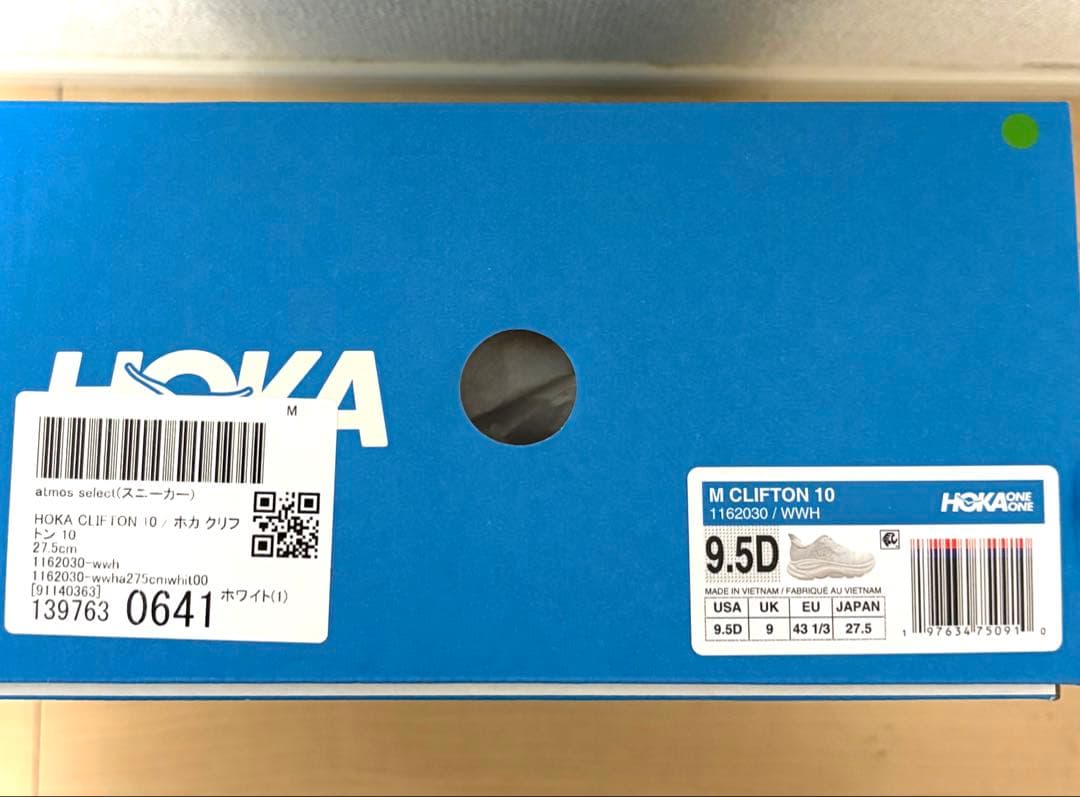 HOKA
M
atmos select(スニーカー)
HOKA CLIFTON 10 / ホカ クリフ
トン 10
27.5cm
1162030-wwh
1162030-wwha275cmwhit00
[91140363]
139763 0641 ホワイト(1)
M CLIFTON 10
1162030 / WWH
HOKA ONE ONE
9.5D
MADE IN VIETNAM / FABRIQUÉ AU VIETNAM
USA UK EU JAPAN
9.5D 9 43 1/3 27.5
1 97634 75091 0